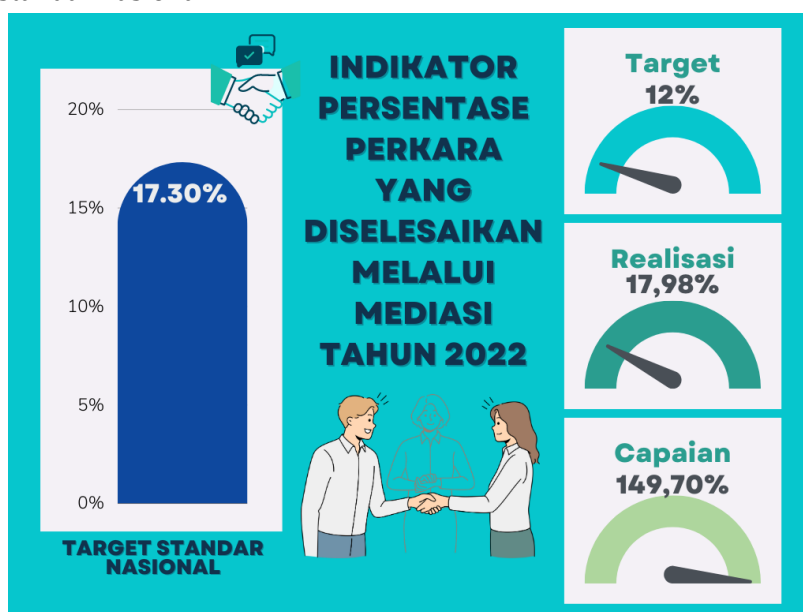 20%
15%
10%
5%
0%
17.30%
TARGET STANDAR
NASIONAL
INDIKATOR
PERSENTASE
PERKARA
YANG
DISELESAIKAN
MELALUI
MEDIASI
TAHUN 2022
Target
12%
Realisasi
17,98%
Capaian
149,70%